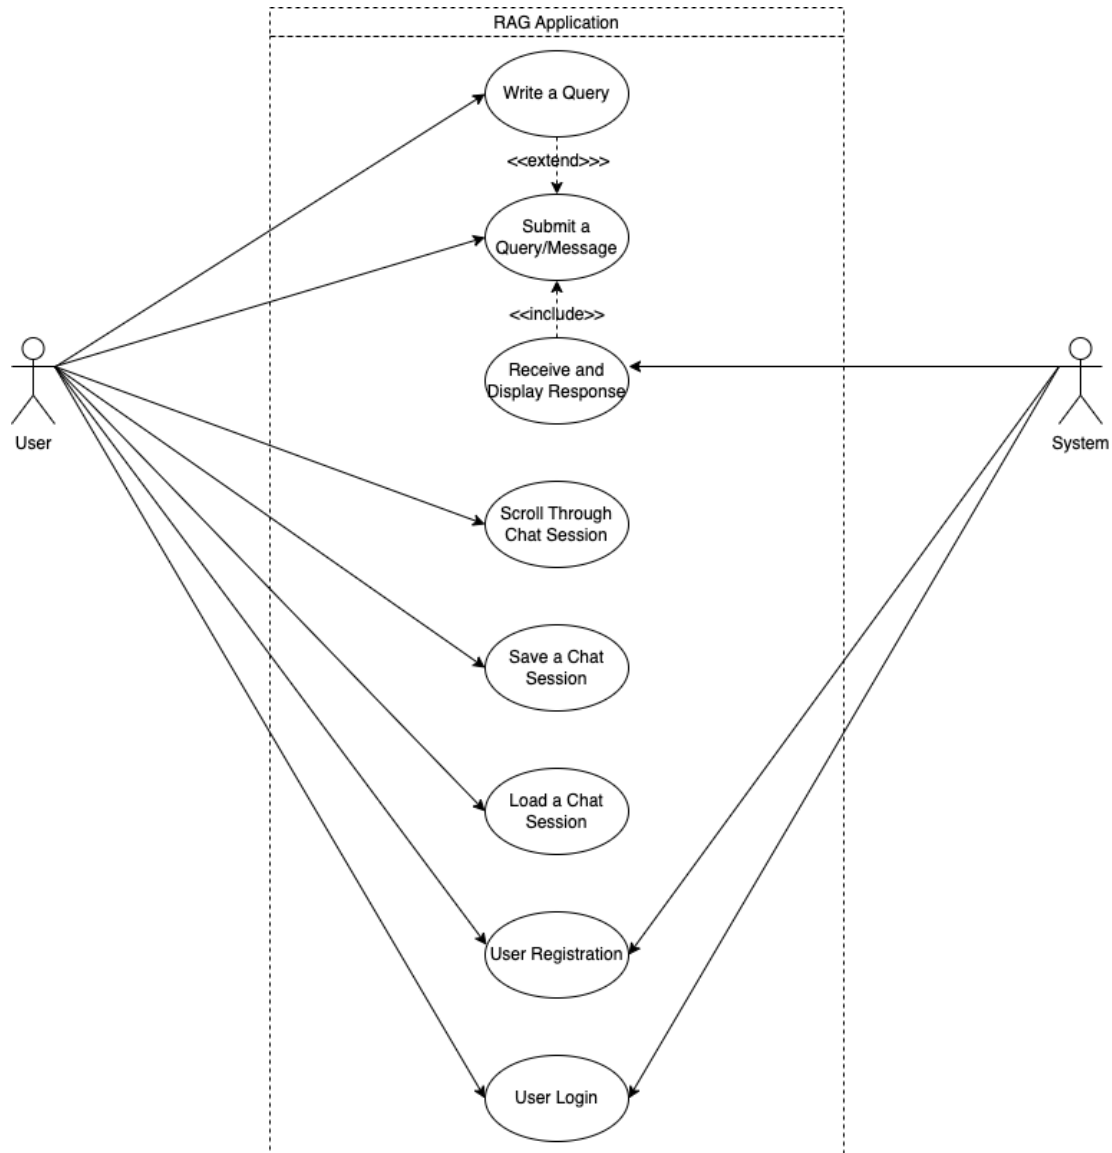 RAG Application
Write a Query
<<extend>>>
Submit a
Query/Message
<<include>>
Receive and
Display Response
User
System
Scroll Through
Chat Session
Save a Chat
Session
Load a Chat
Session
User Registration
User Login